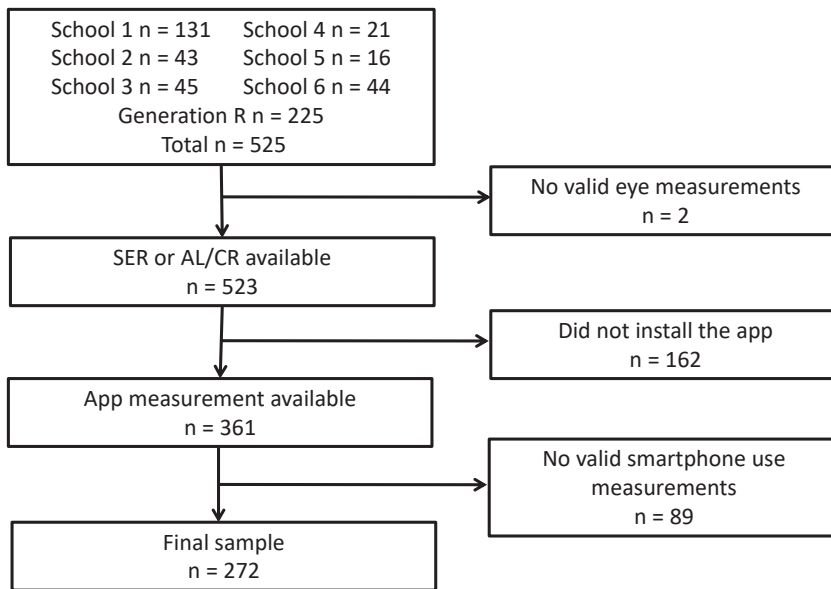 School 1 n = 131 School 4 n = 21
School 2 n = 43 School 5 n = 16
School 3 n = 45 School 6 n = 44
Generation R n = 225
Total n = 525
No valid eye measurements
n = 2
SER or AL/CR available
n = 523
Did not install the app
n = 162
App measurement available
n = 361
No valid smartphone use
measurements
n = 89
Final sample
n = 272